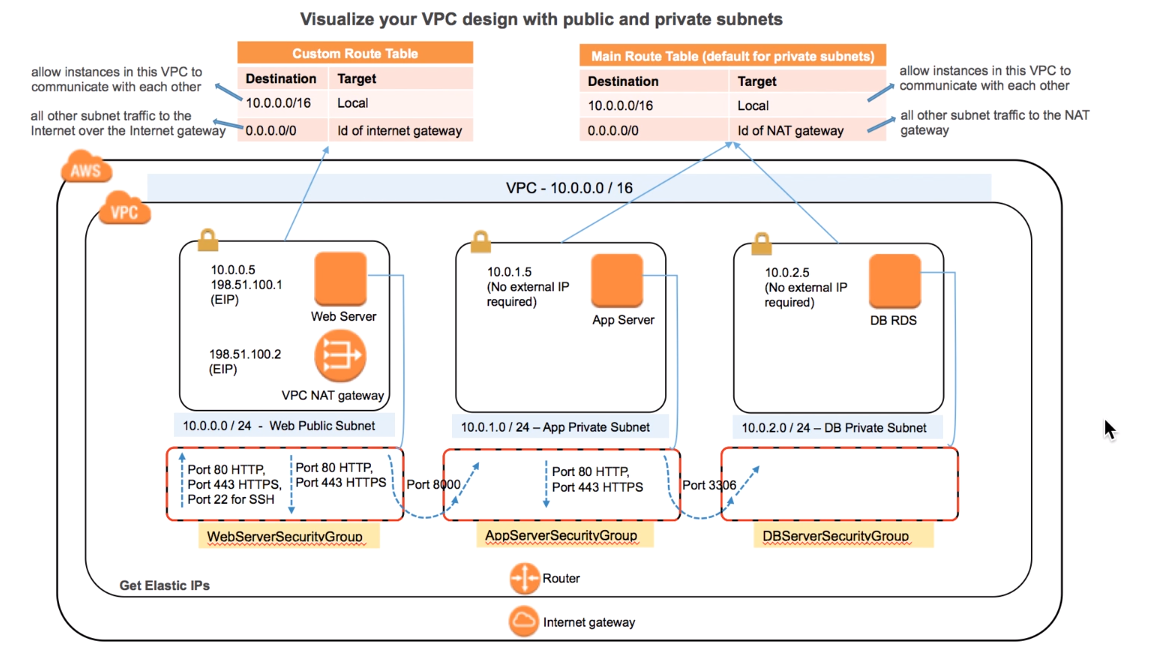 Visualize your VPC design with public and private subnets
Custom Route Table
Destination Target
10.0.0.0/16 Local
0.0.0.0/0 Id of internet gateway
allow instances in this VPC to
communicate with each other
all other subnet traffic to the
Internet over the Internet gateway
Main Route Table (default for private subnets)
Destination Target
10.0.0.0/16 Local
0.0.0.0/0 Id of NAT gateway
allow instances in this VPC to
communicate with each other
all other subnet traffic to the NAT
gateway
AWS
VPC
VPC - 10.0.0.0 / 16
10.0.0.5
198.51.100.1
(EIP)
Web Server
198.51.100.2
(EIP)
VPC NAT gateway
10.0.0.0 / 24 - Web Public Subnet
10.0.1.5
(No external IP
required)
App Server
10.0.1.0 / 24 – App Private Subnet
10.0.2.5
(No external IP
required)
DB RDS
10.0.2.0 / 24 – DB Private Subnet
Port 80 HTTP,
Port 443 HTTPS,
Port 22 for SSH
Port 80 HTTP,
Port 443 HTTPS
Port 8000
Port 80 HTTP,
Port 443 HTTPS
Port 3306
WebServerSecurityGroup
AppServerSecurityGroup
DBServerSecurityGroup
Get Elastic IPs
Router
Internet gateway